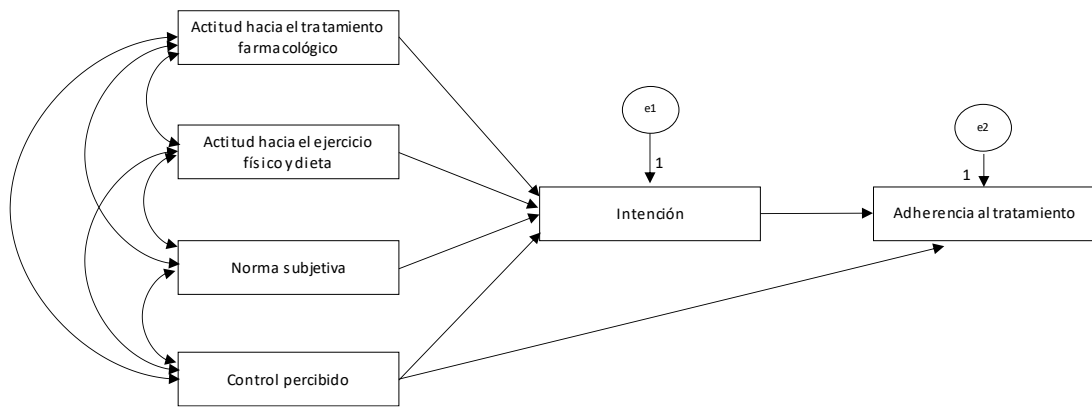 Actitud hacia el tratamiento
farmacológico
Actitud hacia el ejercicio
físico y dieta
Norma subjetiva
Control percibido
e1
1
Intención
e2
1
Adherencia al tratamiento